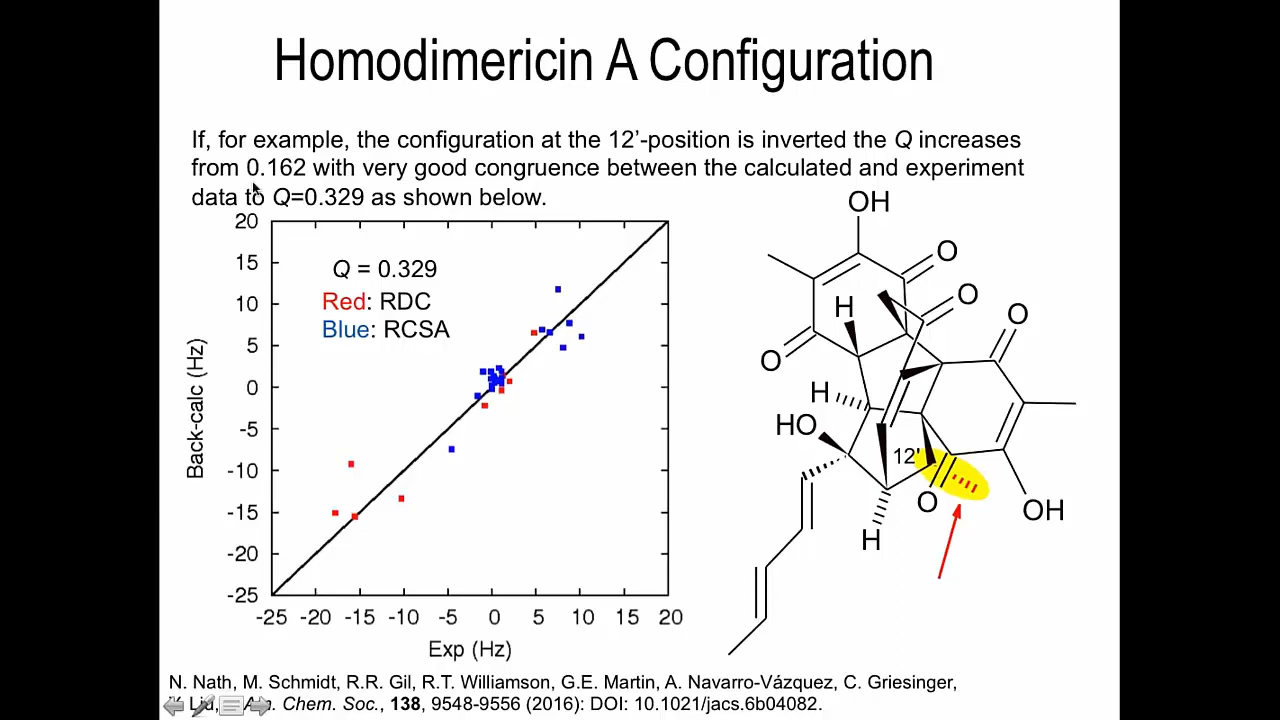 Homodimericin A Configuration
If, for example, the configuration at the 12’-position is inverted the Q increases
from 0.162 with very good congruence between the calculated and experiment
data to Q=0.329 as shown below.
20
15
10
5
0
-5
-10
-15
-20
-25
Back-calc (Hz)
Q = 0.329
Red: RDC
Blue: RCSA
-25 -20 -15 -10 -5 0 5 10 15 20
Exp (Hz)
OH
O
O
H
O
O
H
HO
12'
O
OH
H
N. Nath, M. Schmidt, R.R. Gil, R.T. Williamson, G.E. Martin, A. Navarro-Vázquez, C. Griesinger,
Chem. Soc., 138, 9548-9556 (2016): DOI: 10.1021/jacs.6b04082.